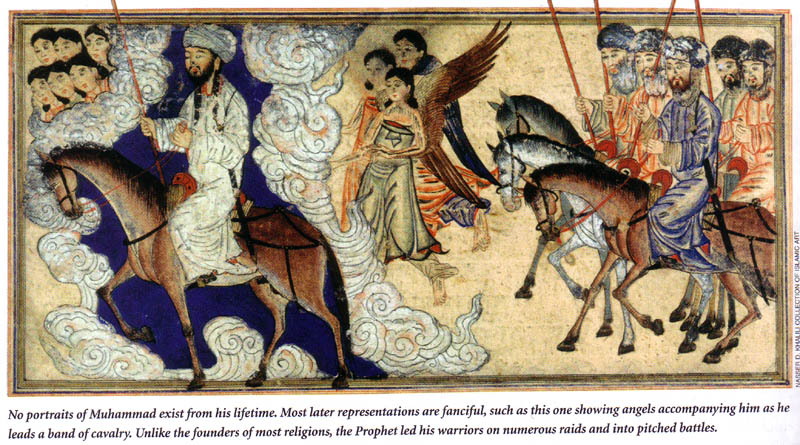 No portraits of Muhammad exist from his lifetime. Most later representations are fanciful, such as this one showing angels accompanying him as he
leads a band of cavalry. Unlike the founders of most religions, the Prophet led his warriors on numerous raids and into pitched battles.
NASSER D. KHALILI COLLECTION OF ISLAMIC ART